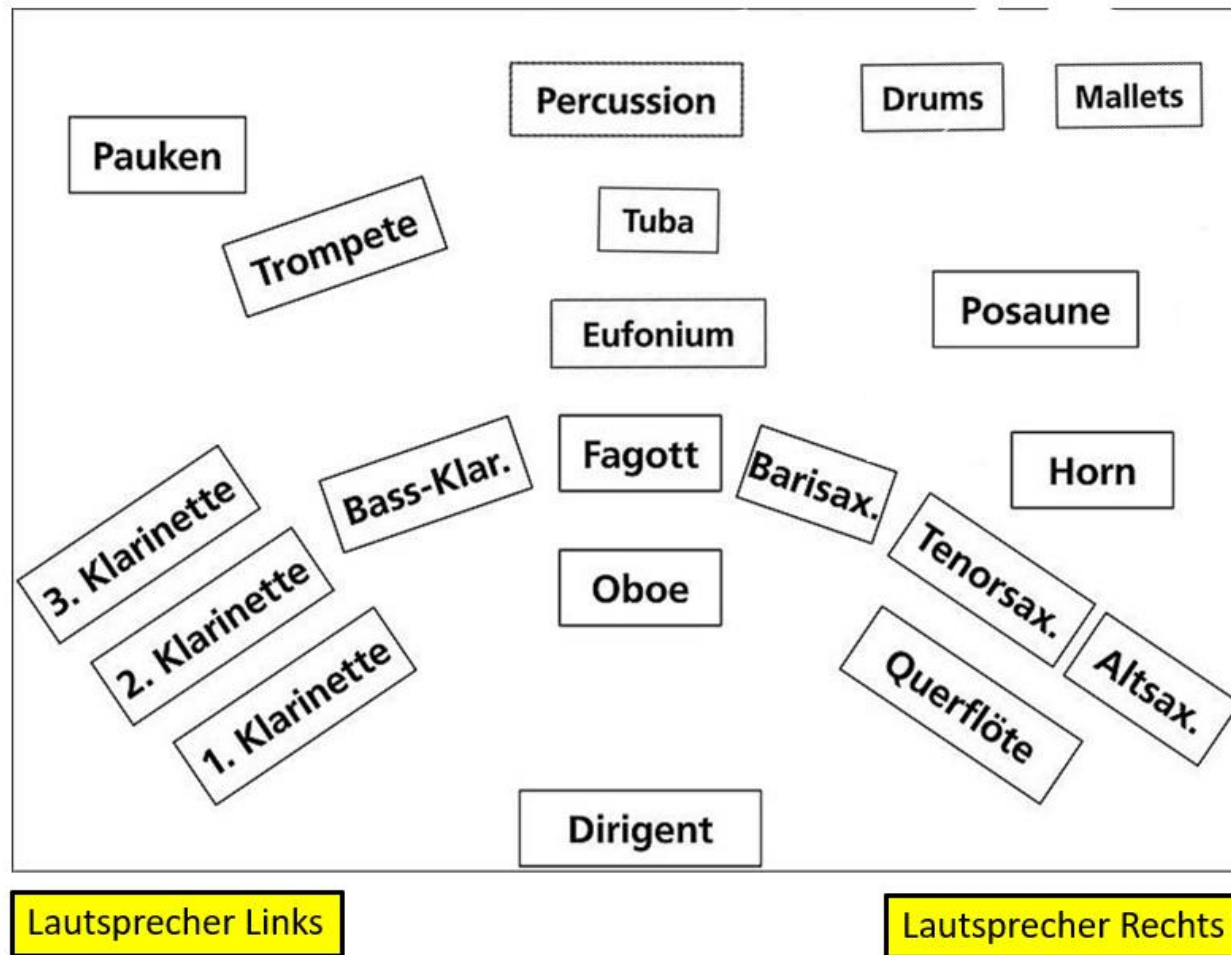 Percussion
Drums
Mallets
Pauken
Trompete
Tuba
Posaune
Eufonium
3. Klarinette
Bass-Klar.
Fagott
Barisax.
Horn
2. Klarinette
Oboe
Tenorsax.
1. Klarinette
Querflöte
Altsax.
Dirigent
Lautsprecher Links
Lautsprecher Rechts